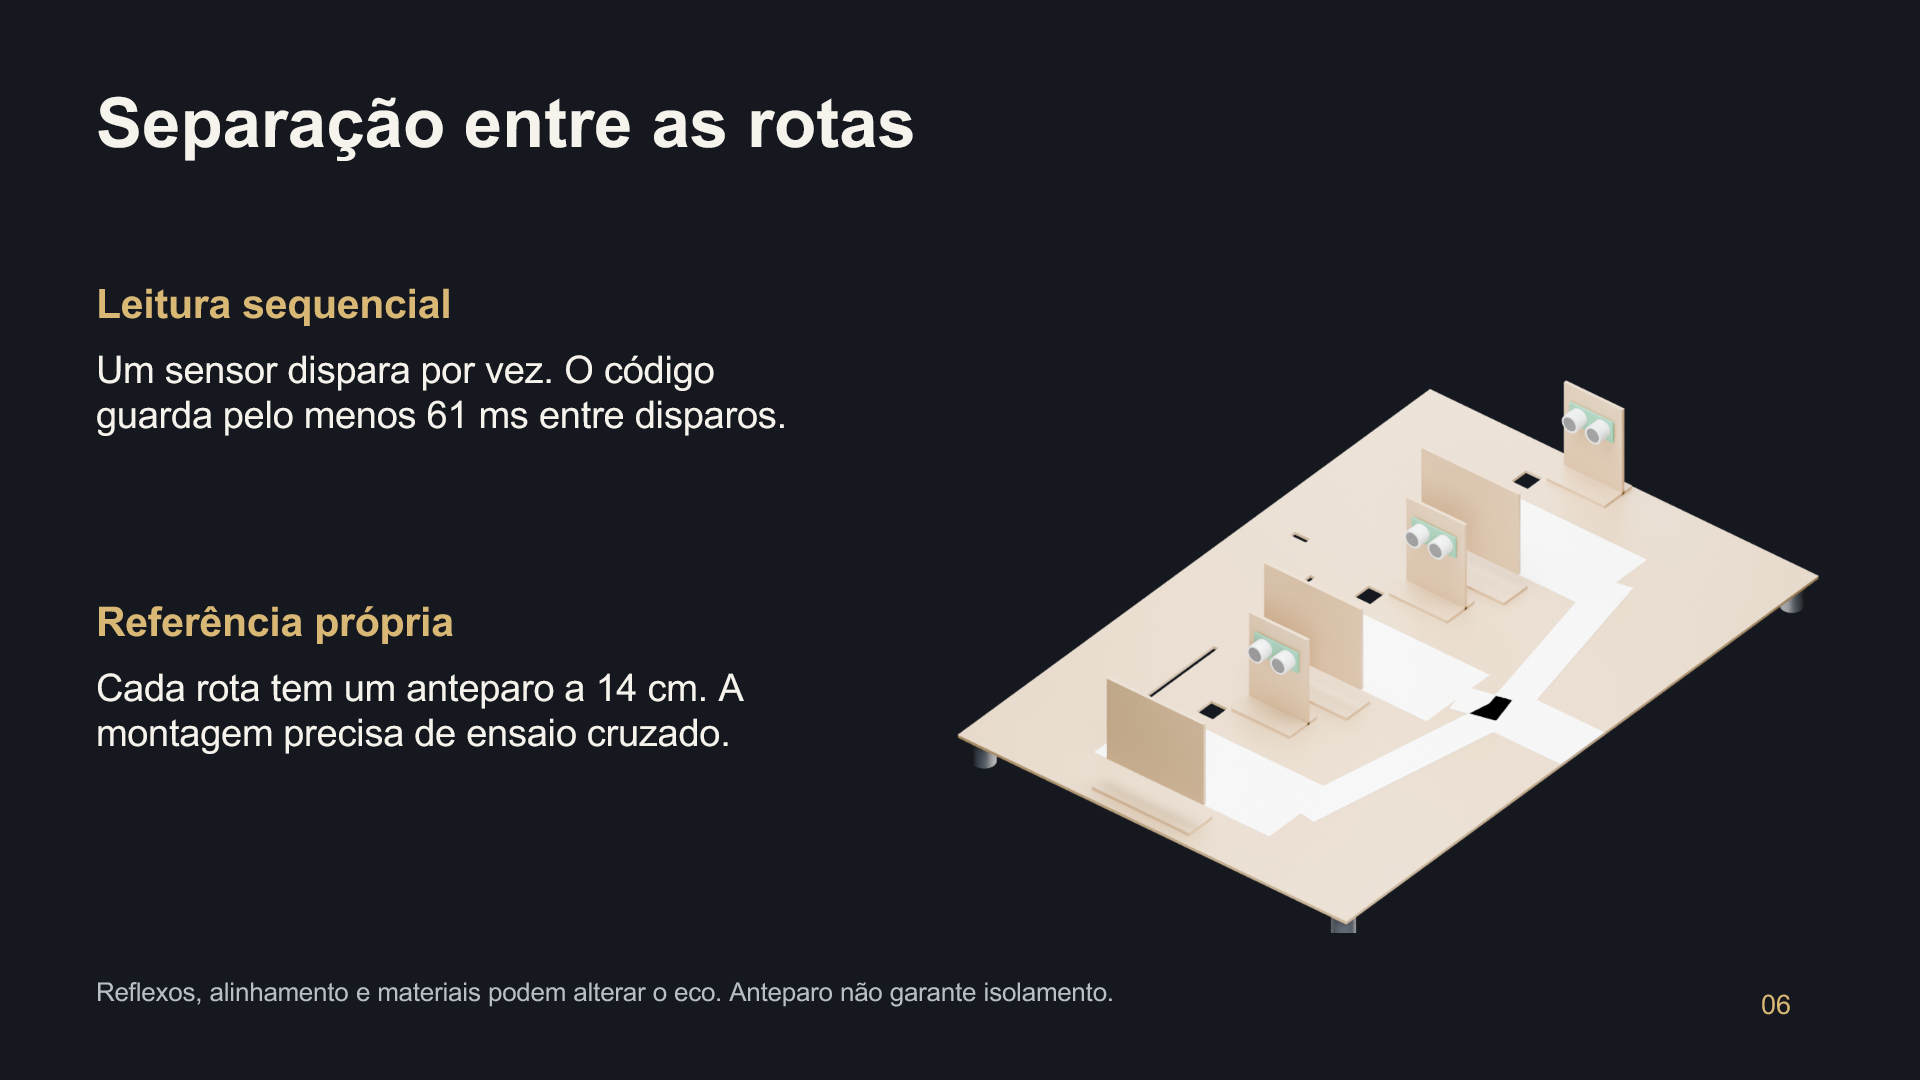 Separação entre as rotas
Leitura sequencial
Um sensor dispara por vez. O código
guarda pelo menos 61 ms entre disparos.
Referência própria
Cada rota tem um anteparo a 14 cm. A
montagem precisa de ensaio cruzado.
Reflexos, alinhamento e materiais podem alterar o eco. Anteparo não garante isolamento.
06